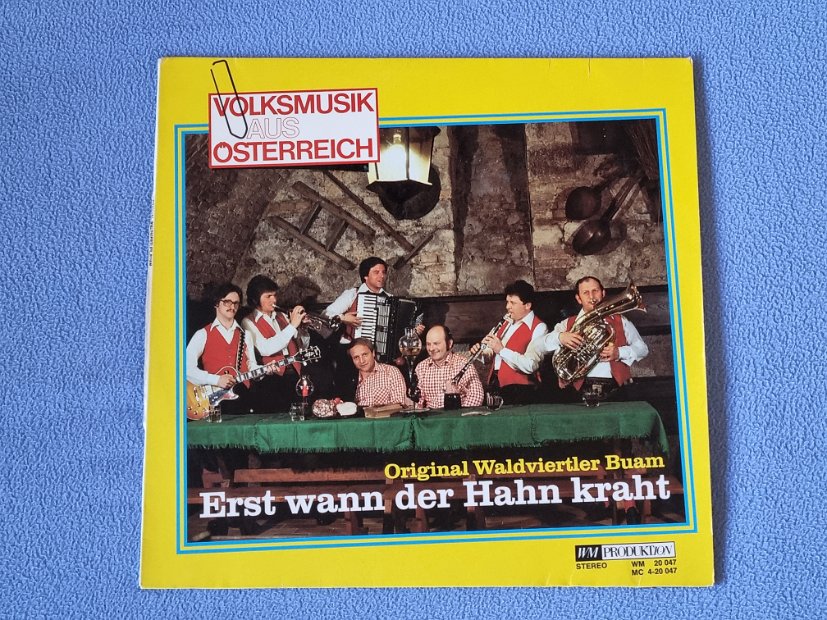 VOLKSMUSIK
AUS
ÖSTERREICH
Original Waldviertler Buam
Erst wann der Hahn kraht
WM PRODUKTION
STEREO WM 20 047
MC 4-20 047